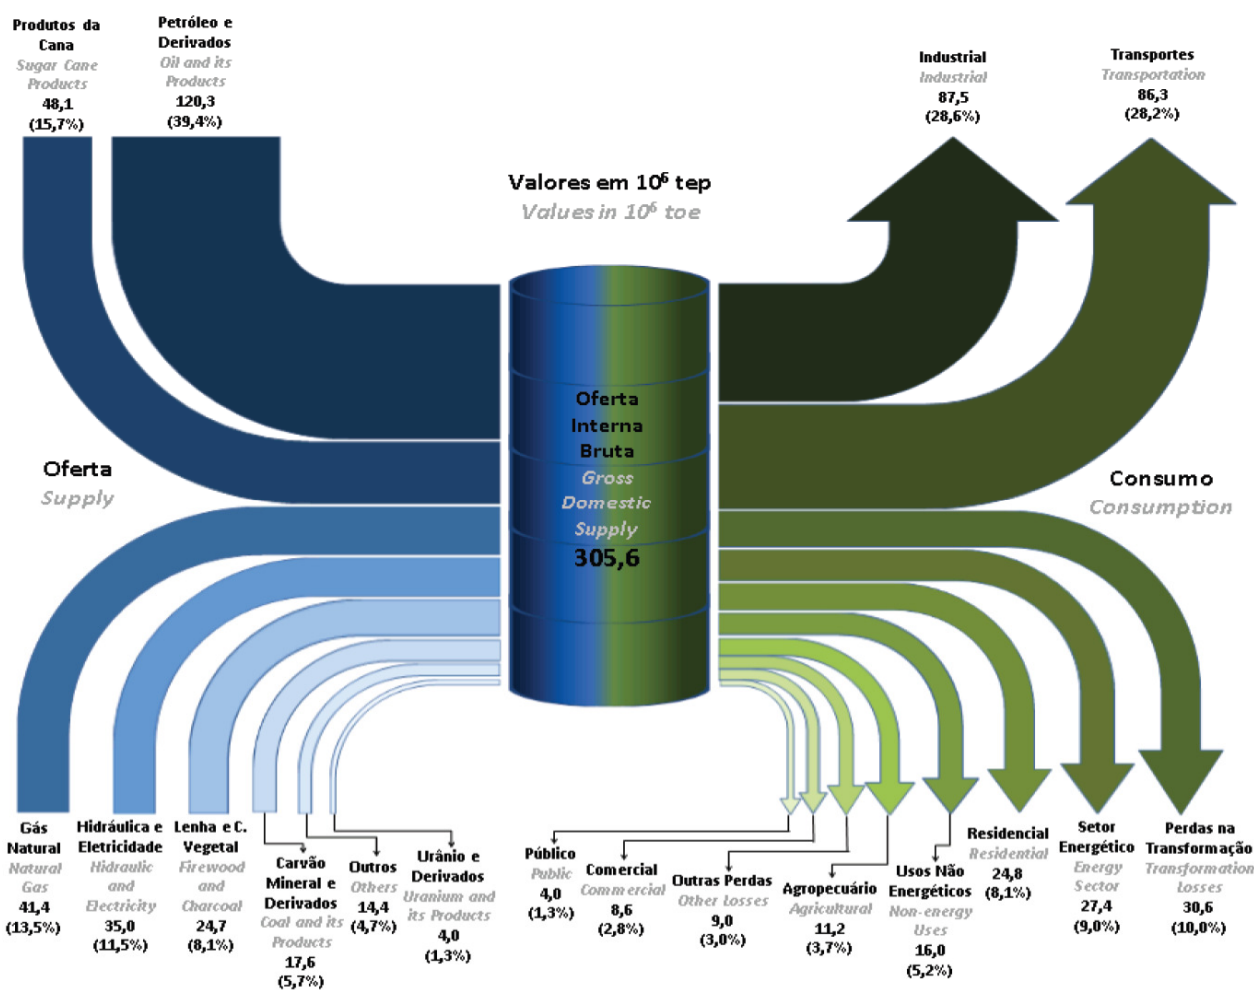 Produtos da
Cana
Sugar Cane
Products
48,1
(15,7%)
Petróleo e
Derivados
Oil and its
Products
120,3
(39,4%)
Industrial
Industrial
87,5
(28,6%)
Transportes
Transportation
86,3
(28,2%)
Valores em 10⁶ tep
Values in 10⁶ toe
Oferta
Supply
Oferta
Interna
Bruta
Gross
Domestic
Supply
305,6
Consumo
Consumption
Gás
Natural
Natural
Gas
41,4
(13,5%)
Hidráulica e
Eletricidade
Hidraulic
and
Electricity
35,0
(11,5%)
Lenha e C.
Vegetal
Firewood
and
Charcoal
24,7
(8,1%)
Carvão
Mineral e
Derivados
Coal and its
Products
17,6
(5,7%)
Outros
Others
14,4
(4,7%)
Urânio e
Derivados
Uranium and
its Products
4,0
(1,3%)
Público
Public
4,0
(1,3%)
Comercial
Commercial
8,6
(2,8%)
Outras Perdas
Other Losses
9,0
(3,0%)
Agropecuário
Agricultural
11,2
(3,7%)
Usos Não
Energéticos
Non-energy
Uses
16,0
(5,2%)
Residencial
Residential
24,8
(8,1%)
Setor
Energético
Energy
Sector
27,4
(9,0%)
Perdas na
Transformação
Transformation
Losses
30,6
(10,0%)